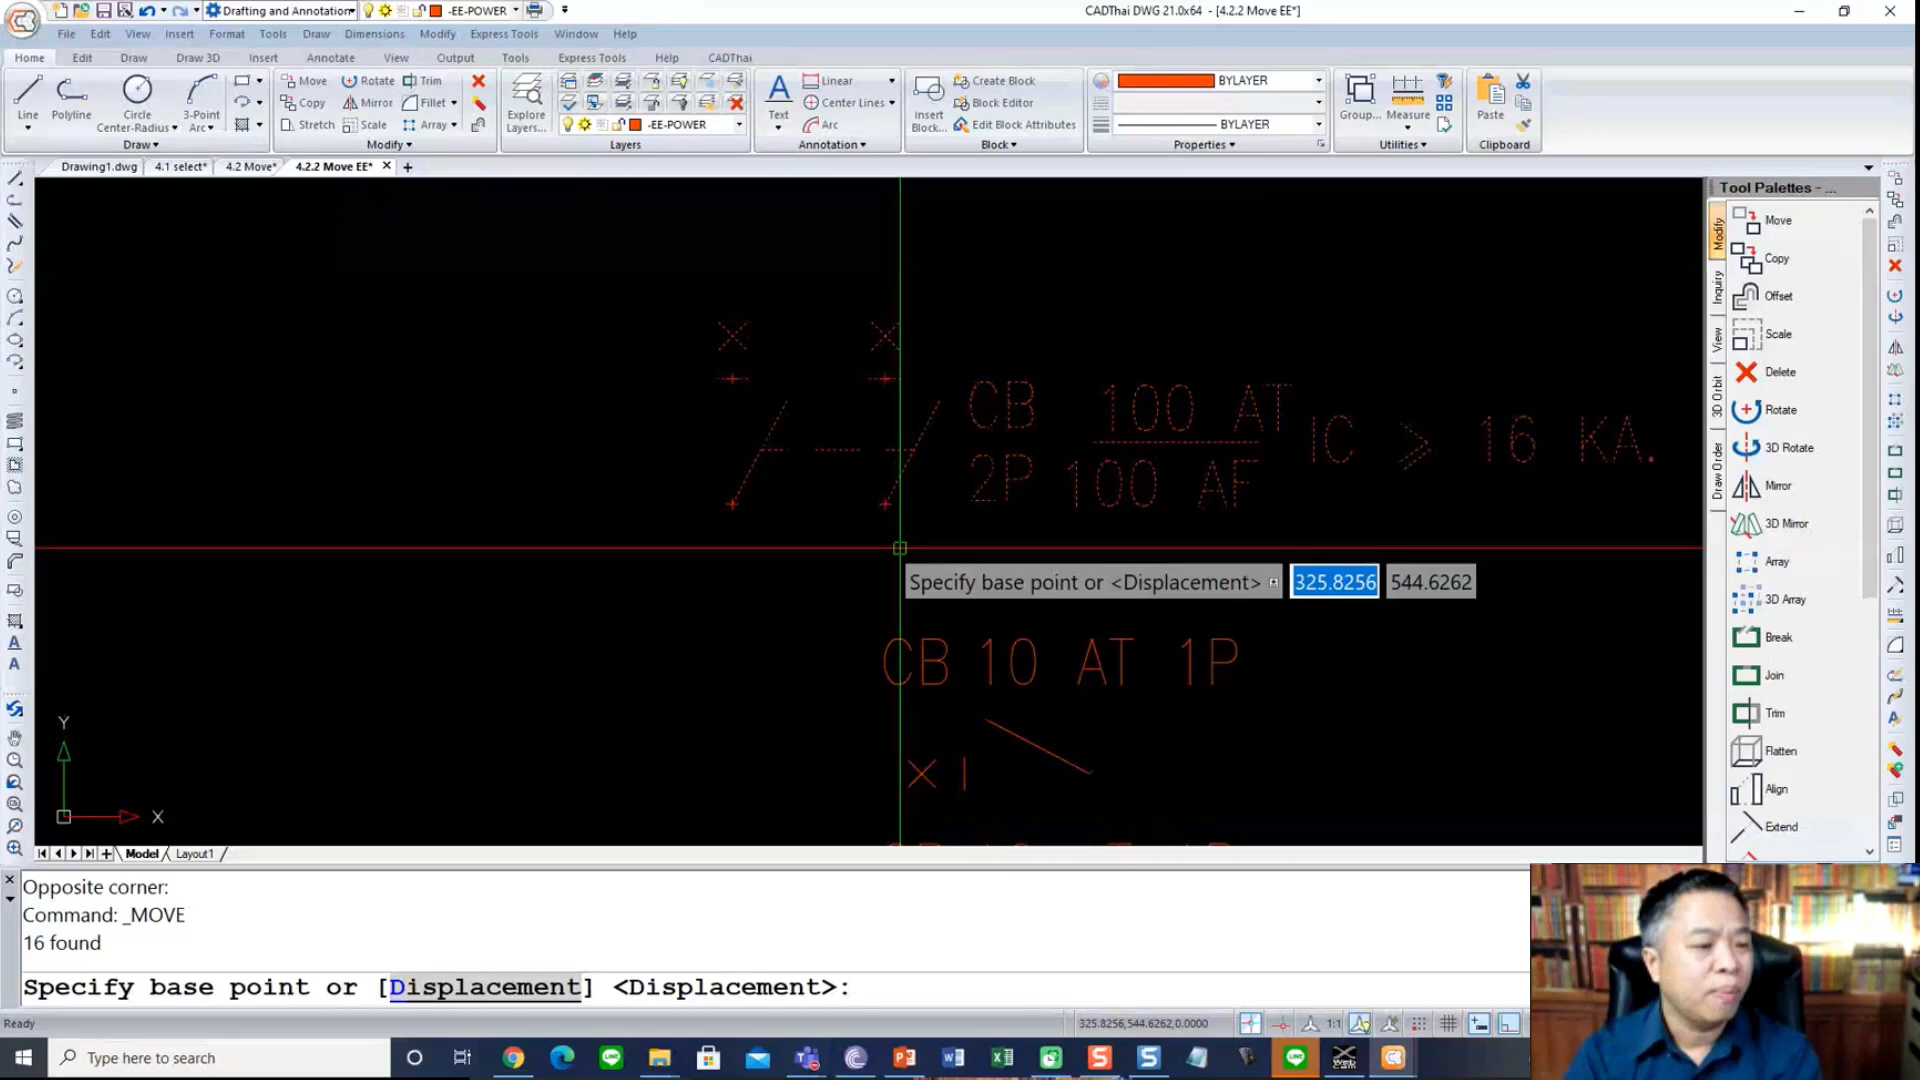 Drafting and Annotation
-EE-POWER
CADThai DWG 21.0x64 - [4.2.2 Move EE*]
File Edit View Insert Format Tools Draw Dimensions Modify Express Tools Window Help
Home Edit Draw Draw 3D Insert Annotate View Output Tools Express Tools Help CADThai
Line
Polyline
Circle
Center-Radius
3-Point
Arc
Draw
Move Rotate Trim
Copy Mirror Fillet
Stretch Scale Array
Modify
Explore
Layers...
-EE-POWER
Layers
Text
Linear
Center Lines
Arc
Annotation
Insert
Block...
Create Block
Block Editor
Edit Block Attributes
Block
BYLAYER
BYLAYER
Properties
Group... Measure
Utilities
Paste
Clipboard
Drawing1.dwg 4.1 select* 4.2 Move* 4.2.2 Move EE*
Tool Palettes - ...
Modify
Inquiry
View
3D Orbit
Draw Order
Move
Copy
Offset
Scale
Delete
Rotate
3D Rotate
Mirror
3D Mirror
Array
3D Array
Break
Join
Trim
Flatten
Align
Extend
CB 100 AT
2P 100 AF
IC > 16 KA.
Specify base point or <Displacement> 325.8256 544.6262
CB 10 AT 1P
Y
X
Model Layout1
Opposite corner:
Command: _MOVE
16 found
Specify base point or [Displacement] <Displacement>:
Ready
325.8256,544.6262,0.0000
1:1
Type here to search